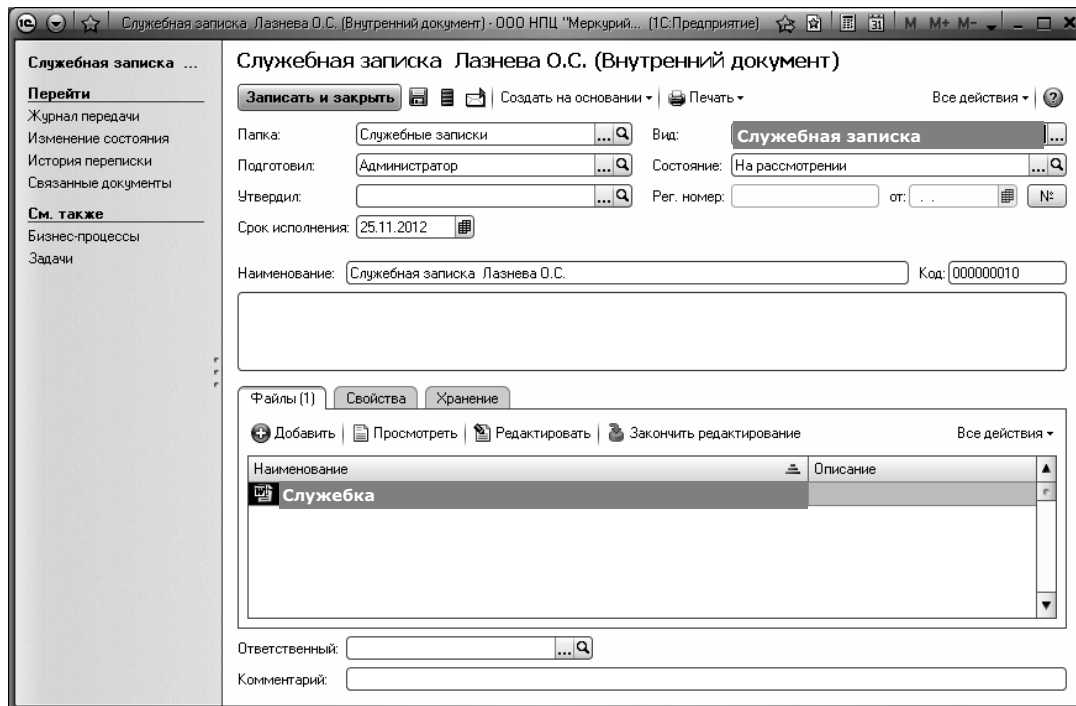 Служебная записка Лазнева О.С. (Внутренний документ) - ООО НПЦ "Меркурий... (1С:Предприятие) 31 M M+ M-
Служебная записка ...
Перейти
Журнал передачи
Изменение состояния
История переписки
Связанные документы
См. также
Бизнес-процессы
Задачи
Служебная записка Лазнева О.С. (Внутренний документ)
Записать и закрыть Создать на основании Печать Все действия ?
Папка: Служебные записки ... Вид: Служебная записка ...
Подготовил: Администратор ... Состояние: На рассмотрении ...
Утвердил: ... Рег. номер: от: . . №
Срок исполнения: 25.11.2012
Наименование: Служебная записка Лазнева О.С. Код: 000000010
Файлы (1) Свойства Хранение
Добавить Просмотреть Редактировать Закончить редактирование Все действия
Наименование Описание
Служебка
Ответственный: ...
Комментарий: